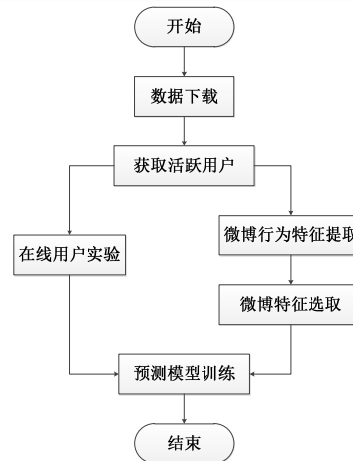 开始
数据下载
获取活跃用户
微博行为特征提取
在线用户实验
微博特征选取
预测模型训练
结束